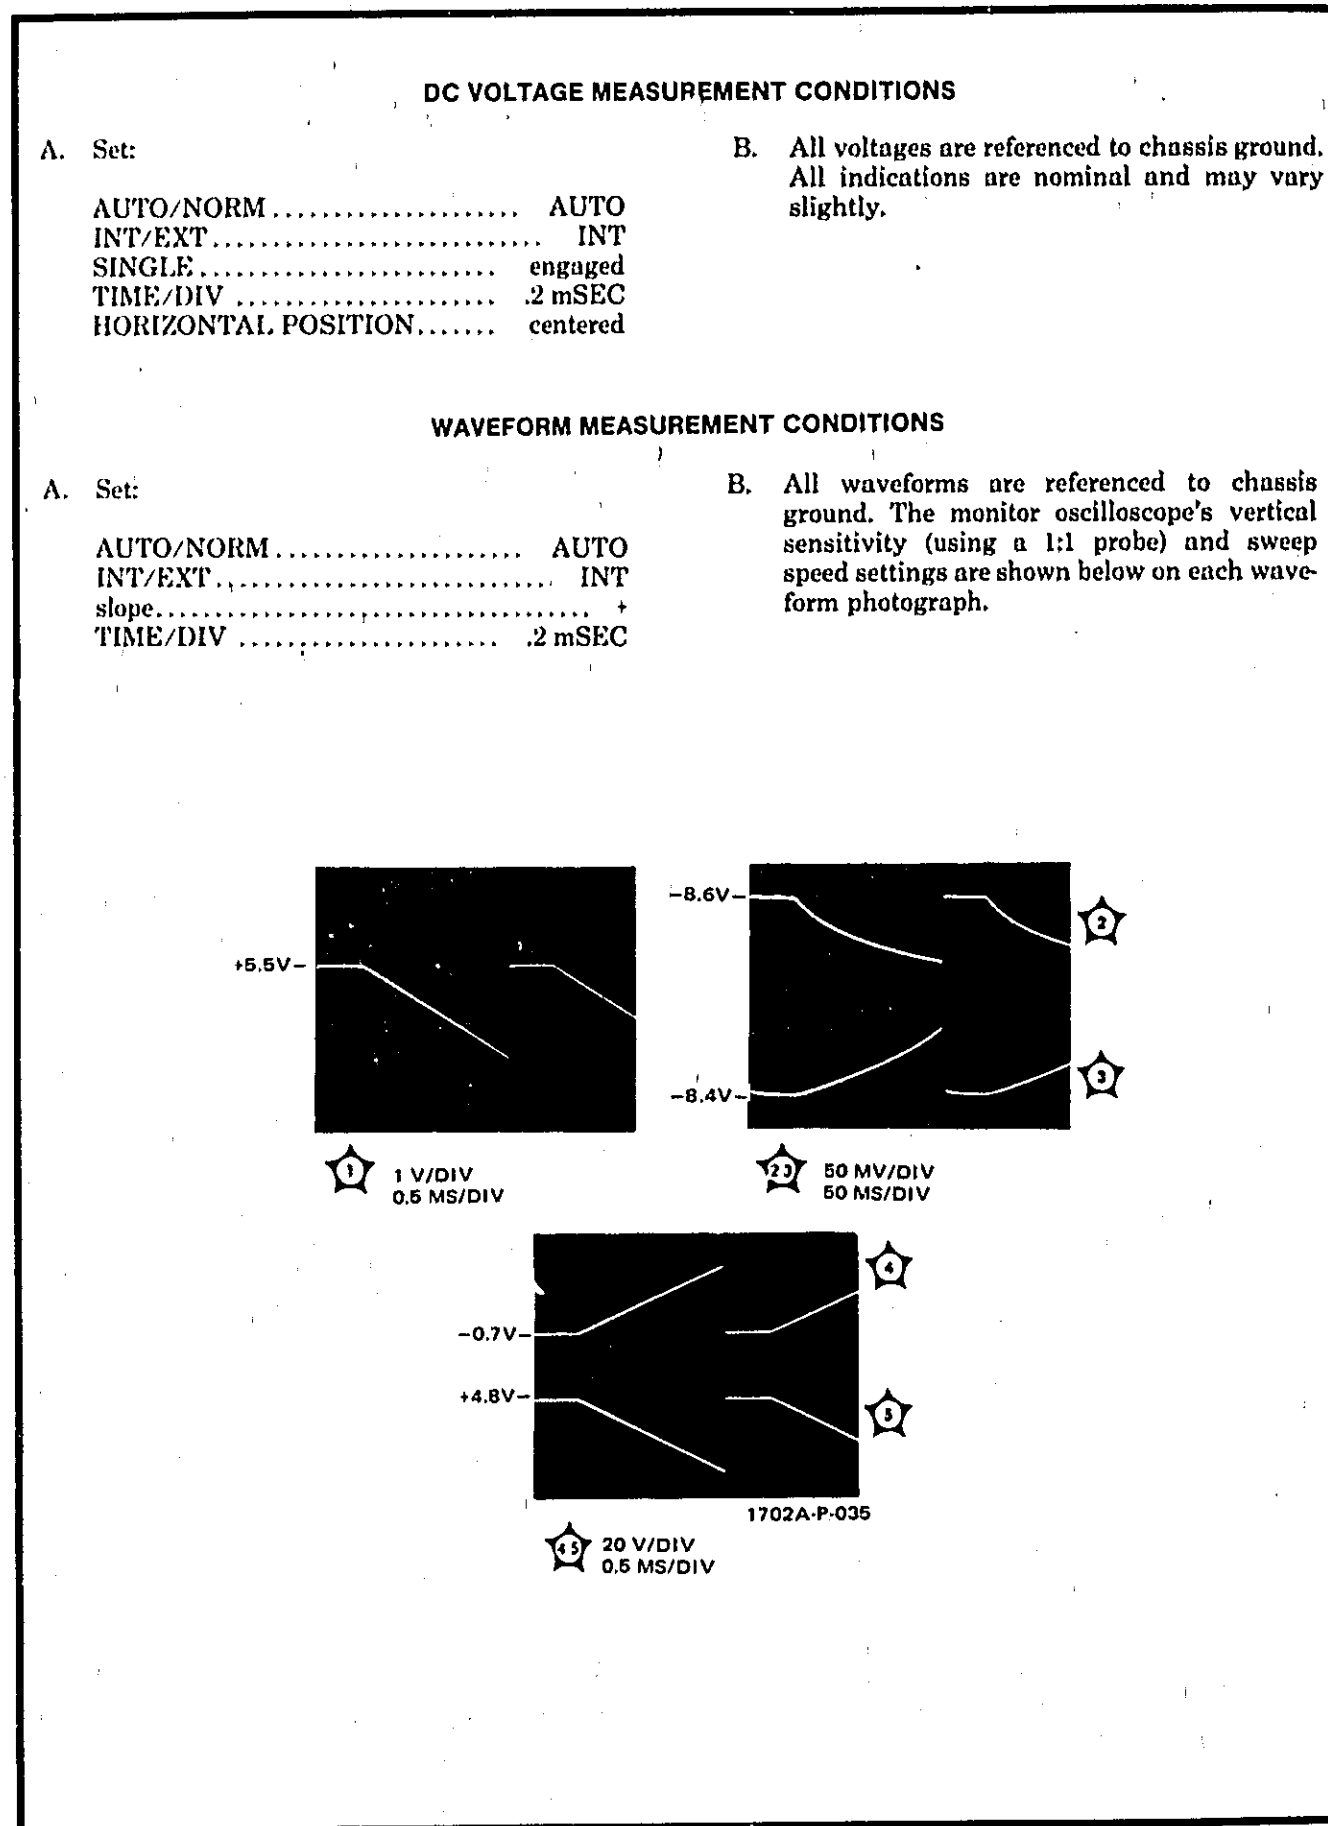 DC VOLTAGE MEASUREMENT CONDITIONS
A. Set:
AUTO/NORM ..................... AUTO
INT/EXT ........................... INT
SINGLE ........................ engaged
TIME/DIV ...................... .2 mSEC
HORIZONTAL POSITION ....... centered
B. All voltages are referenced to chassis ground.
All indications are nominal and may vary
slightly.
WAVEFORM MEASUREMENT CONDITIONS
A. Set:
AUTO/NORM ..................... AUTO
INT/EXT ............................ INT
slope .................................... +
TIME/DIV ...................... .2 mSEC
B. All waveforms are referenced to chassis
ground. The monitor oscilloscope's vertical
sensitivity (using a 1:1 probe) and sweep
speed settings are shown below on each wave-
form photograph.
+5.5V-
1
1 V/DIV
0.5 MS/DIV
-8.6V-
2
-8.4V-
3
2 3
50 MV/DIV
50 MS/DIV
-0.7V-
4
+4.8V-
5
1702A-P-035
4 5
20 V/DIV
0.5 MS/DIV